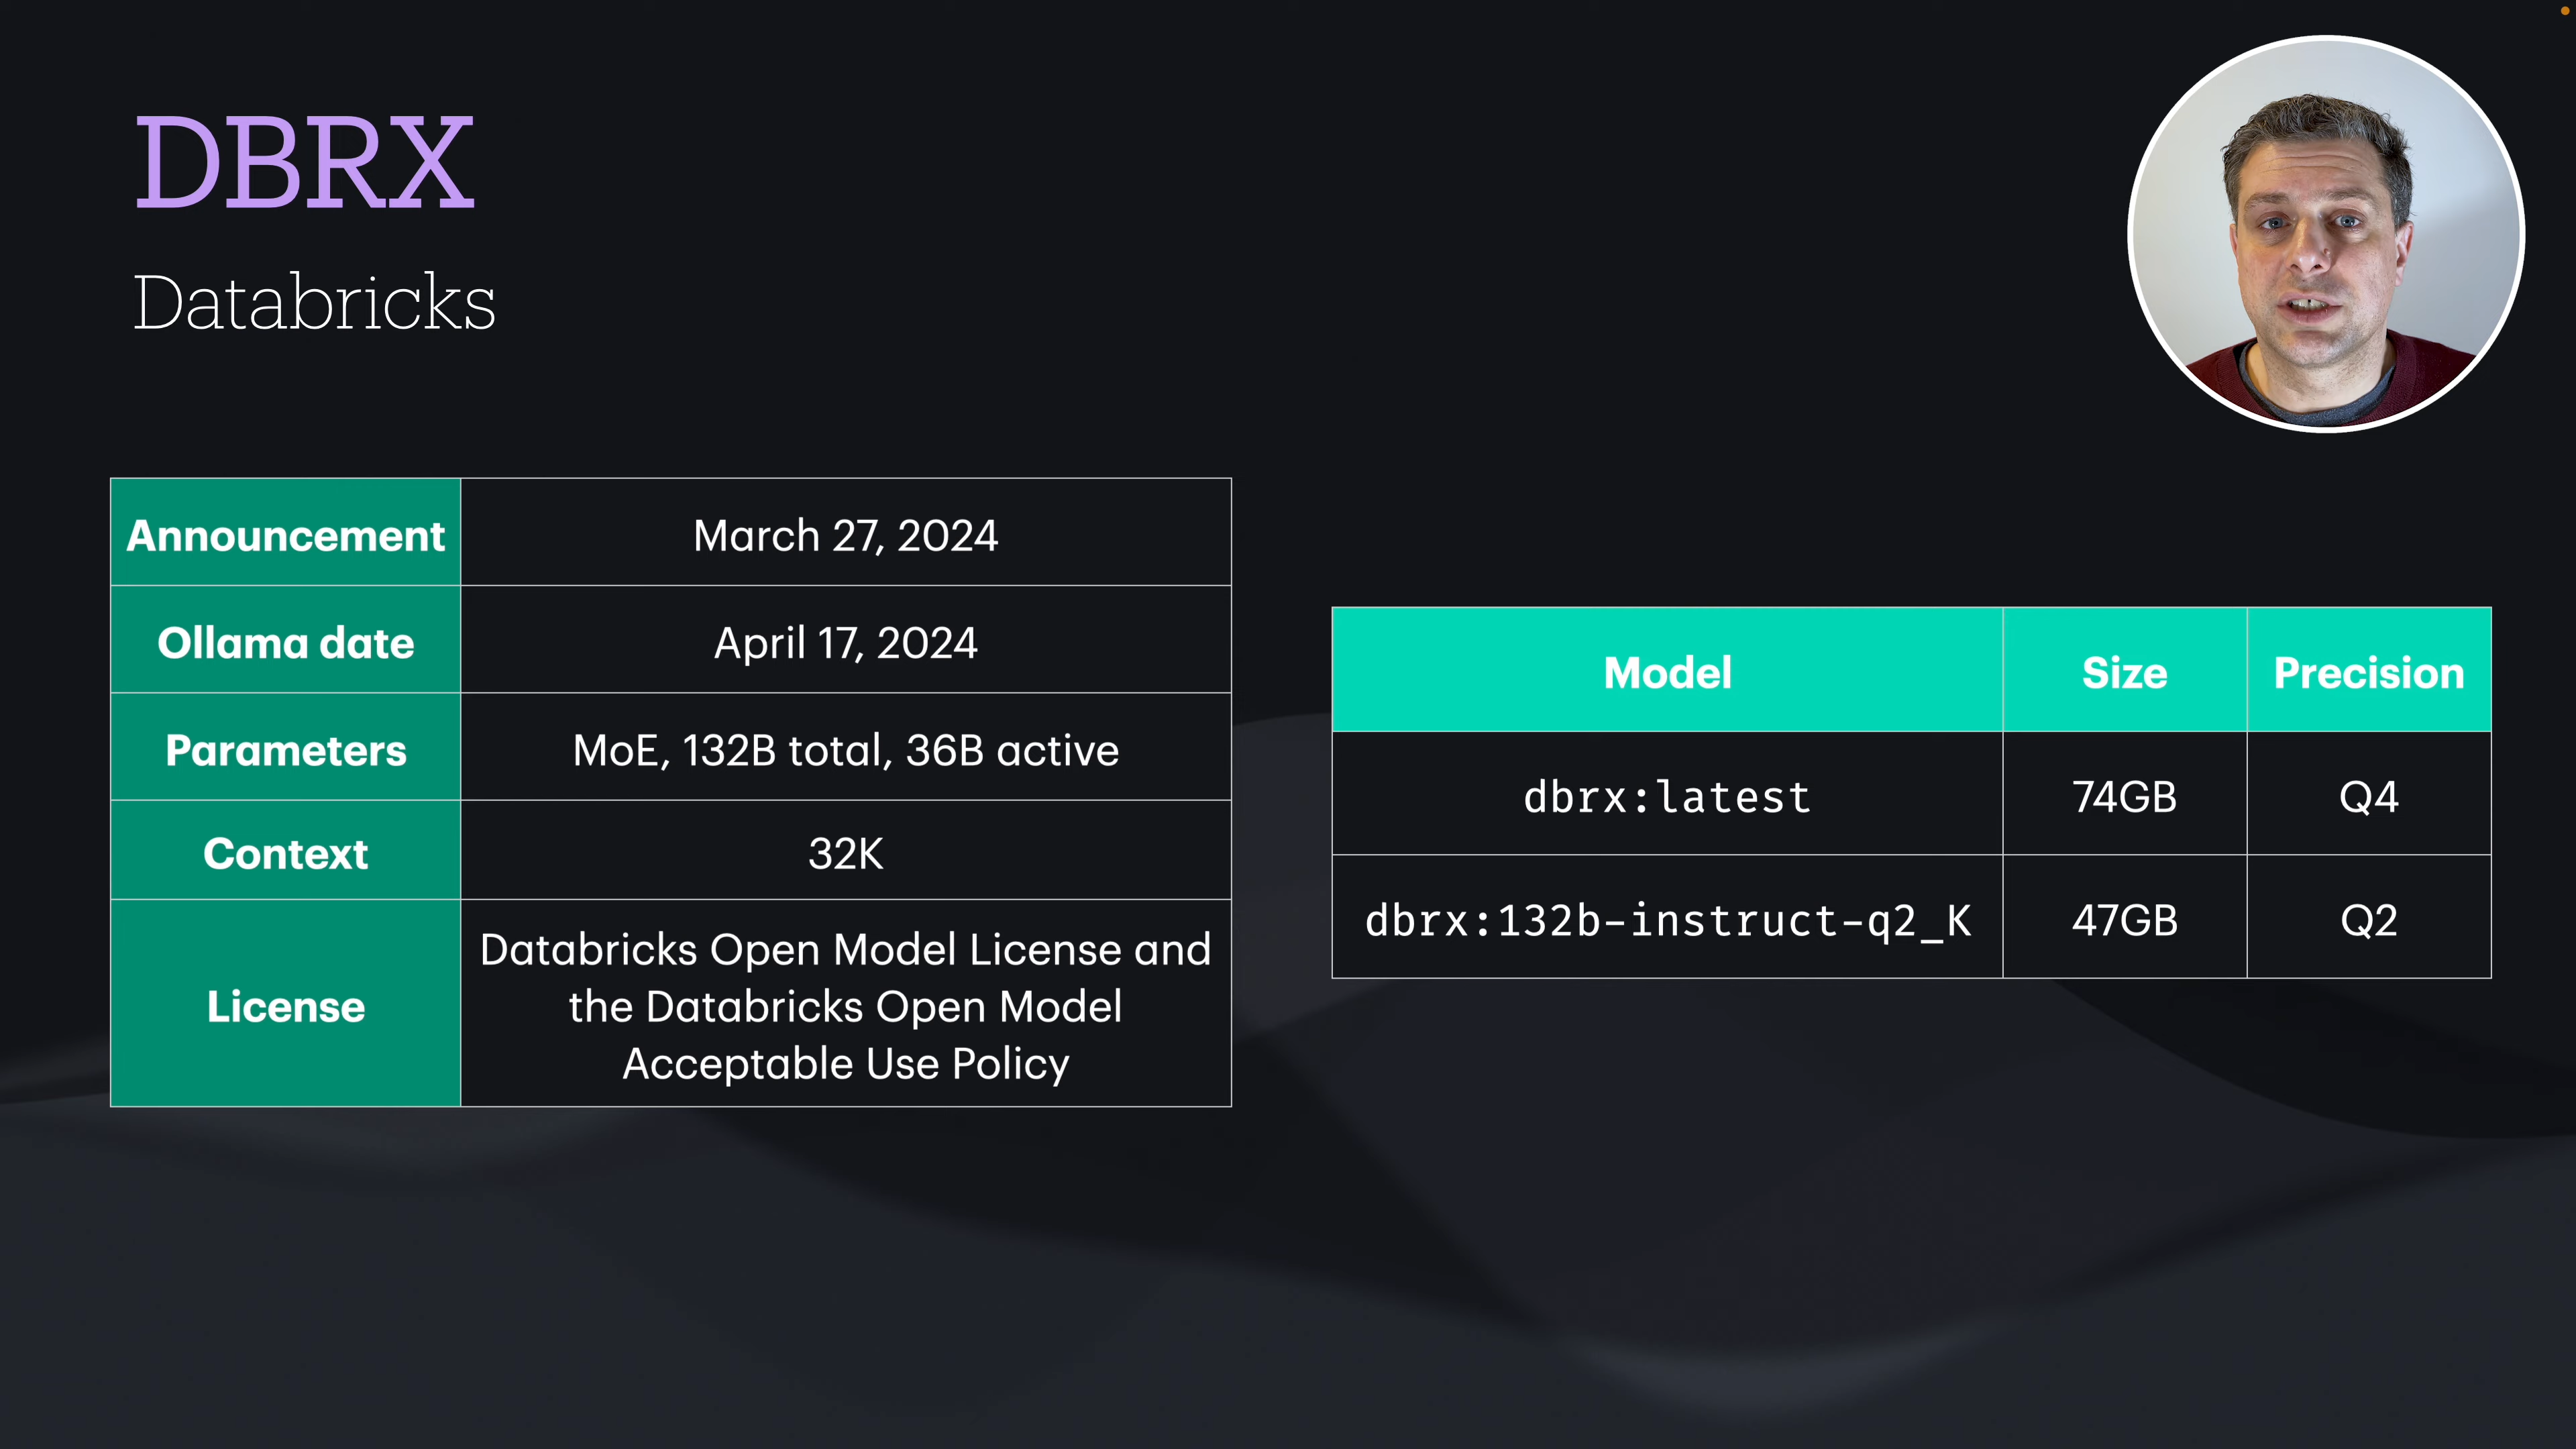 DBRX
Databricks
Announcement March 27, 2024
Ollama date April 17, 2024
Parameters MoE, 132B total, 36B active
Context 32K
License Databricks Open Model License and
the Databricks Open Model
Acceptable Use Policy
Model Size Precision
dbrx:latest 74GB Q4
dbrx:132b-instruct-q2_K 47GB Q2